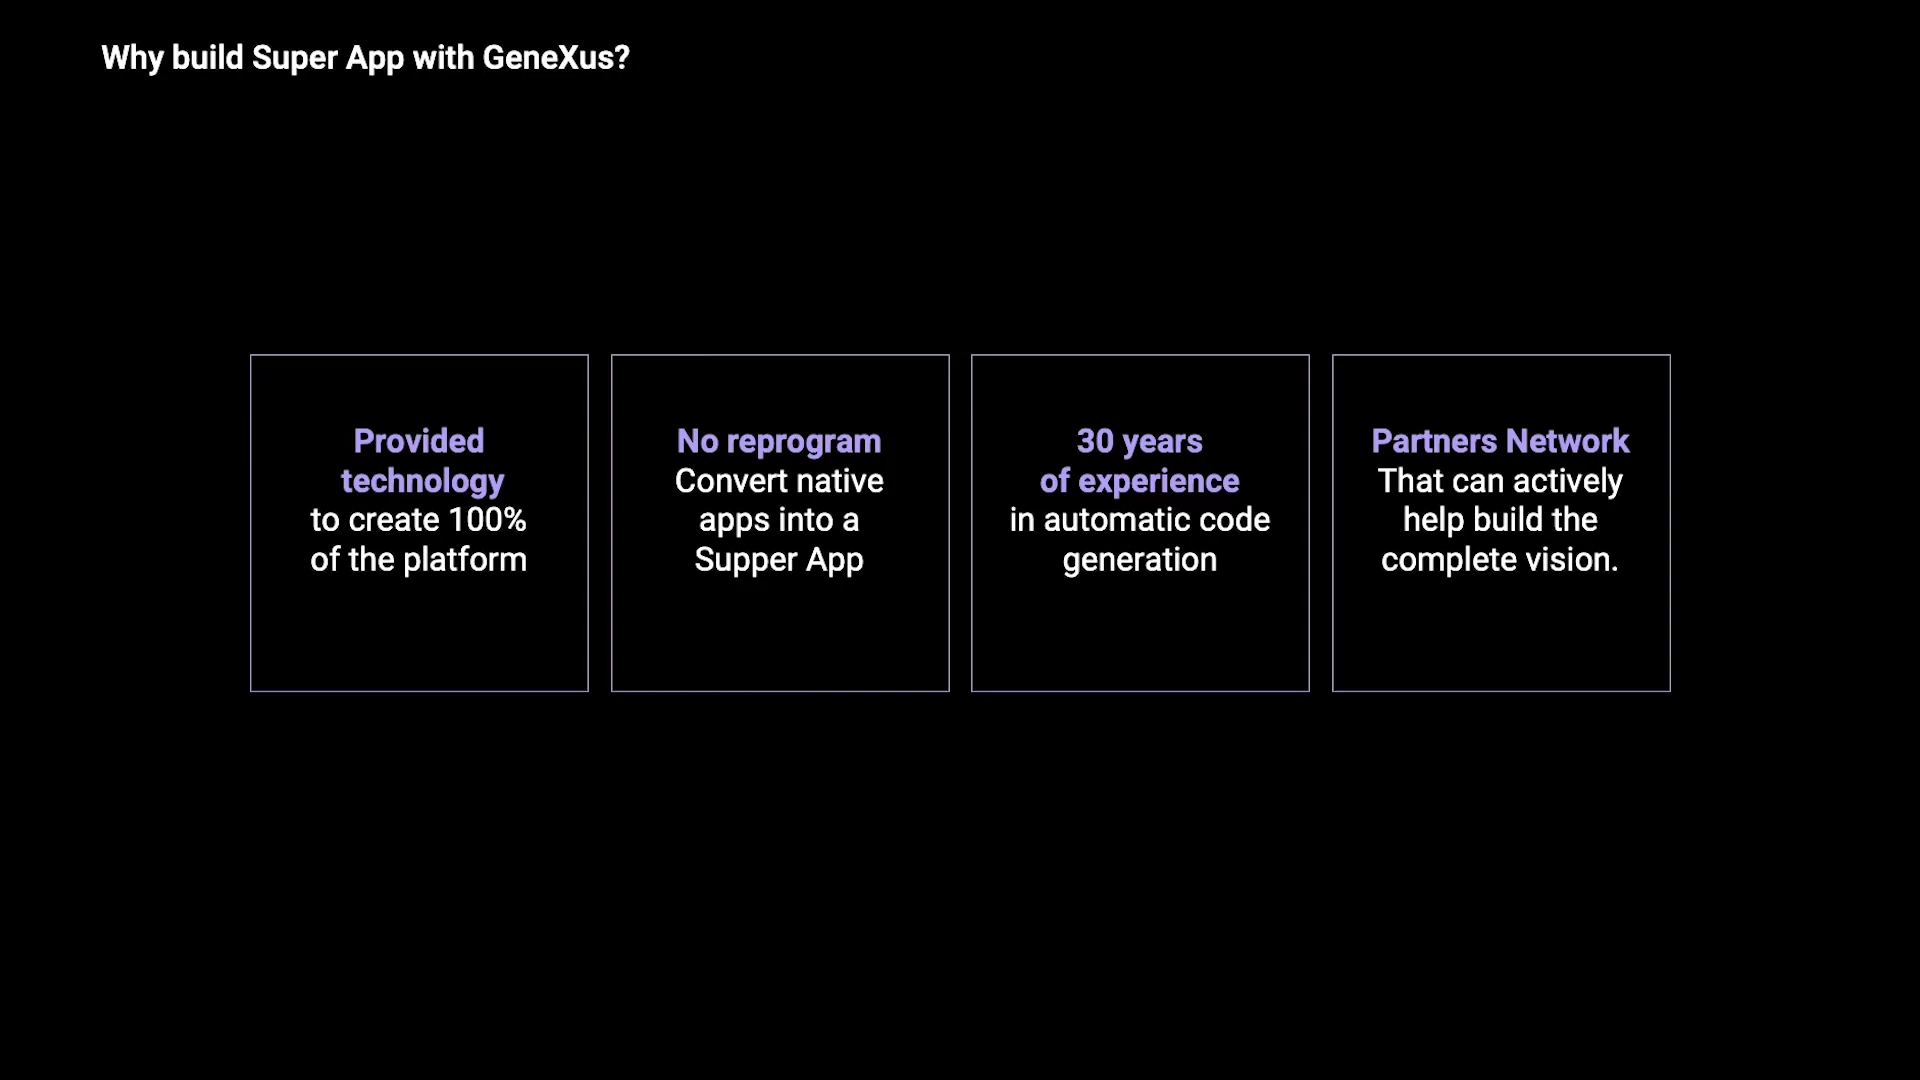 Why build Super App with GeneXus?
Provided
technology
to create 100%
of the platform
No reprogram
Convert native
apps into a
Supper App
30 years
of experience
in automatic code
generation
Partners Network
That can actively
help build the
complete vision.